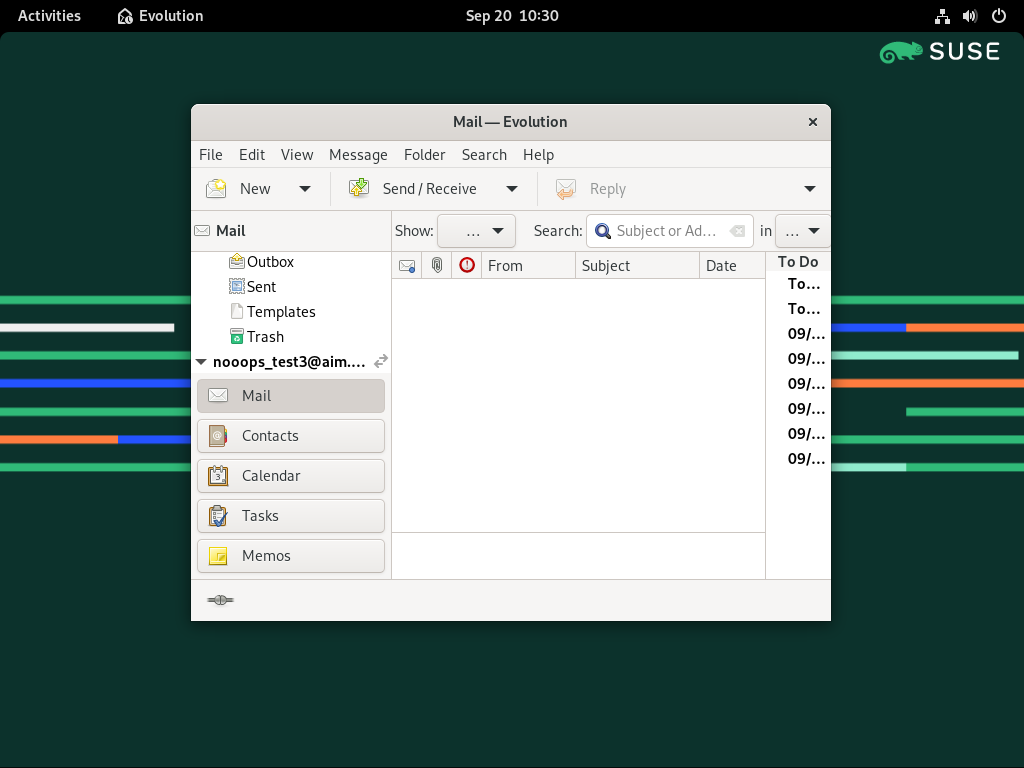 Activities Evolution Sep 20 10:30
SUSE
Mail — Evolution
File Edit View Message Folder Search Help
New Send / Receive Reply
Mail Show: ... Search: Subject or Ad... in ...
Outbox
Sent
Templates
Trash
nooops_test3@aim....
Mail
Contacts
Calendar
Tasks
Memos
From Subject Date
To Do
To...
To...
09/...
09/...
09/...
09/...
09/...
09/...